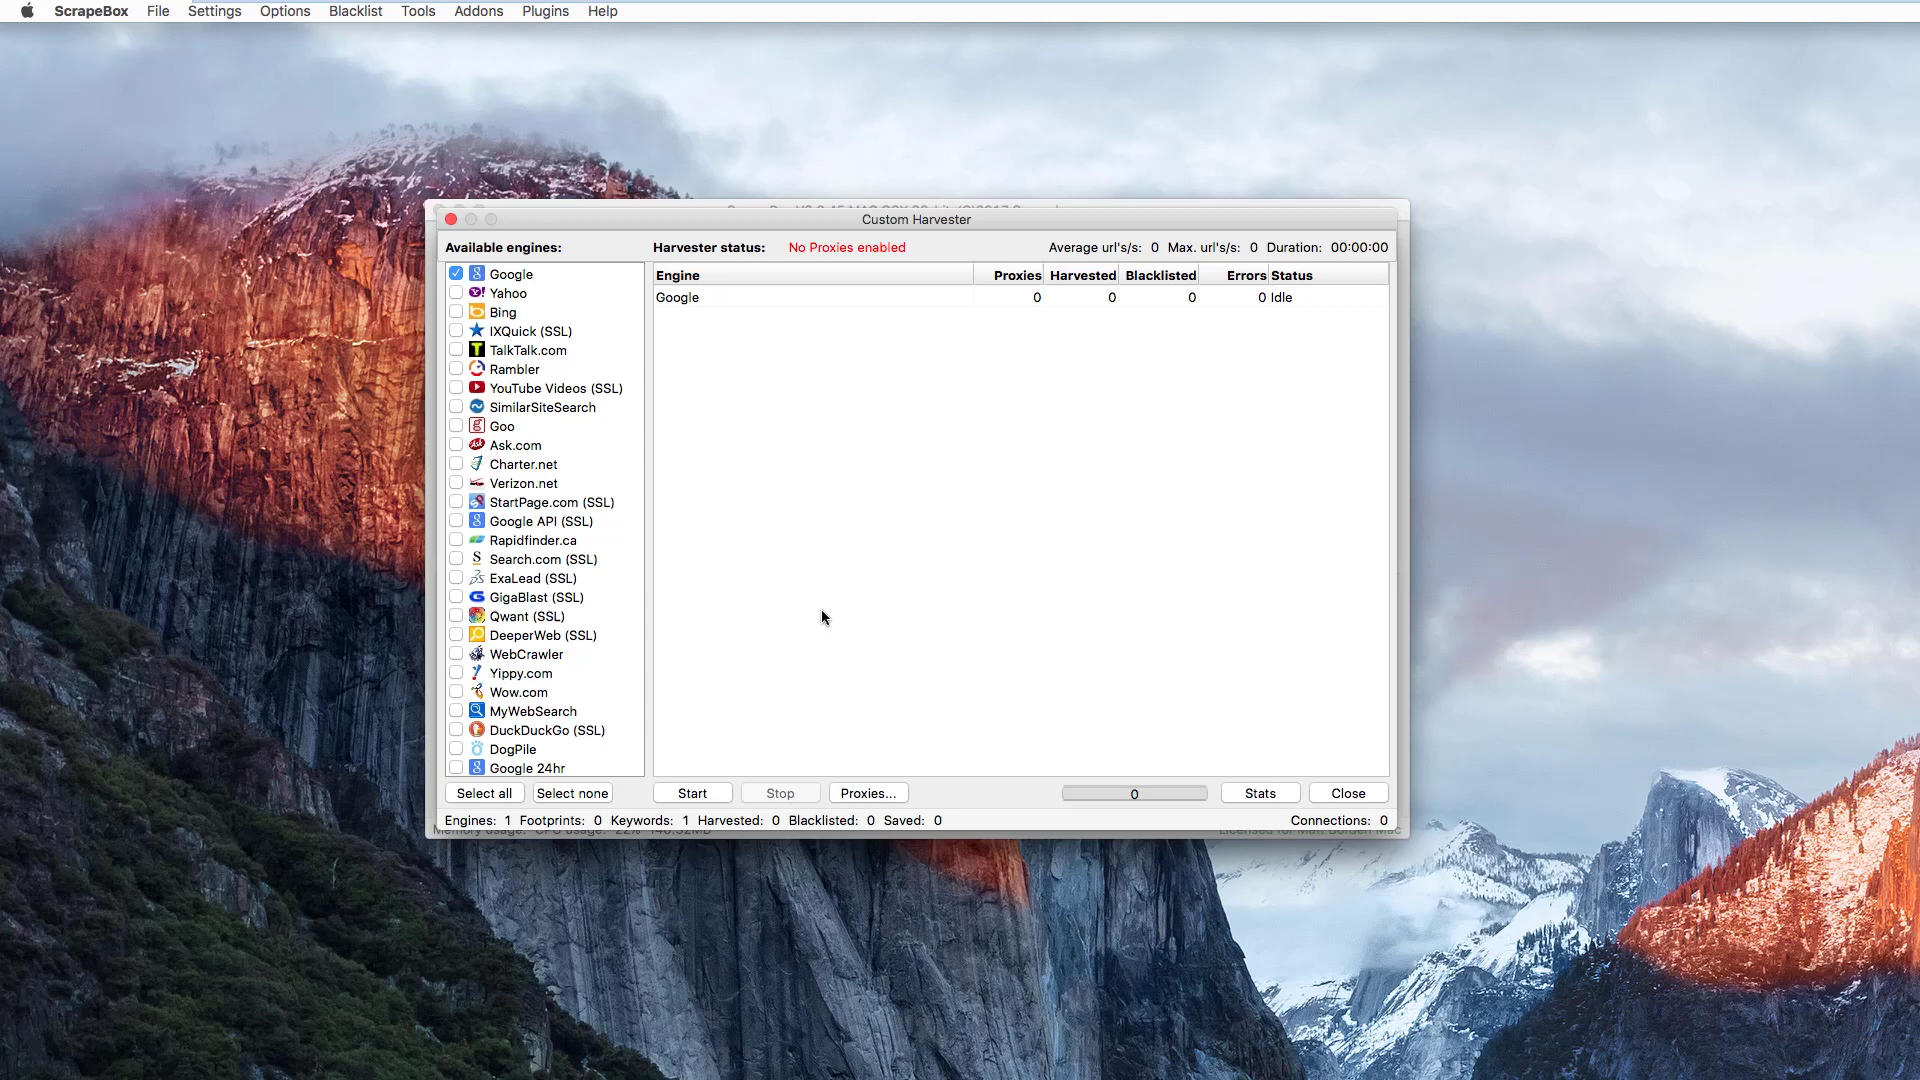 ScrapeBox File Settings Options Blacklist Tools Addons Plugins Help
Custom Harvester
Available engines: Harvester status: No Proxies enabled Average url's/s: 0 Max. url's/s: 0 Duration: 00:00:00
Engine Proxies Harvested Blacklisted Errors Status
Google 0 0 0 0 Idle
Google
Yahoo
Bing
IXQuick (SSL)
TalkTalk.com
Rambler
YouTube Videos (SSL)
SimilarSiteSearch
Goo
Ask.com
Charter.net
Verizon.net
StartPage.com (SSL)
Google API (SSL)
Rapidfinder.ca
Search.com (SSL)
ExaLead (SSL)
GigaBlast (SSL)
Qwant (SSL)
DeeperWeb (SSL)
WebCrawler
Yippy.com
Wow.com
MyWebSearch
DuckDuckGo (SSL)
DogPile
Google 24hr
Select all Select none Start Stop Proxies... 0 Stats Close
Engines: 1 Footprints: 0 Keywords: 1 Harvested: 0 Blacklisted: 0 Saved: 0 Connections: 0